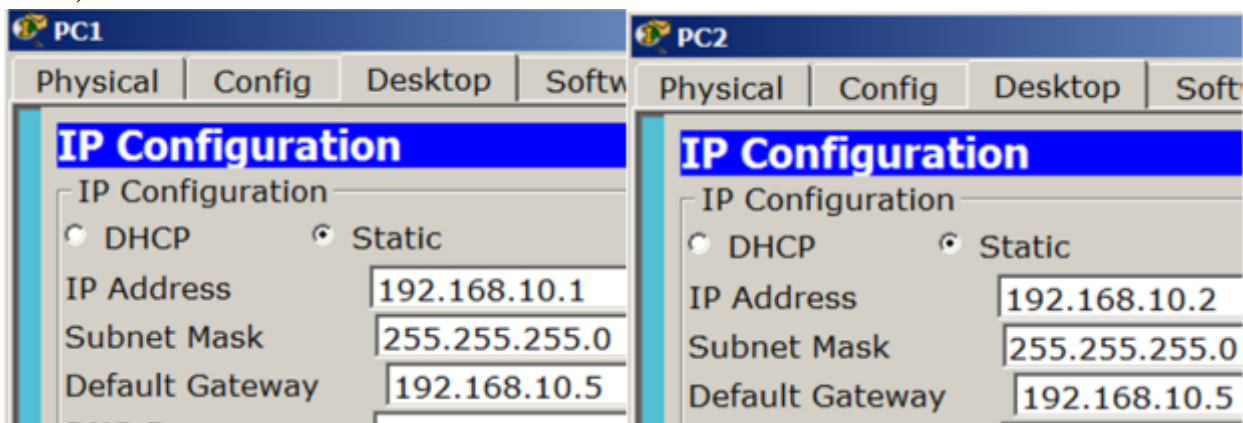 )
PC1
Physical Config Desktop Softw
IP Configuration
IP Configuration
DHCP Static
IP Address 192.168.10.1
Subnet Mask 255.255.255.0
Default Gateway 192.168.10.5
PC2
Physical Config Desktop Soft
IP Configuration
IP Configuration
DHCP Static
IP Address 192.168.10.2
Subnet Mask 255.255.255.0
Default Gateway 192.168.10.5